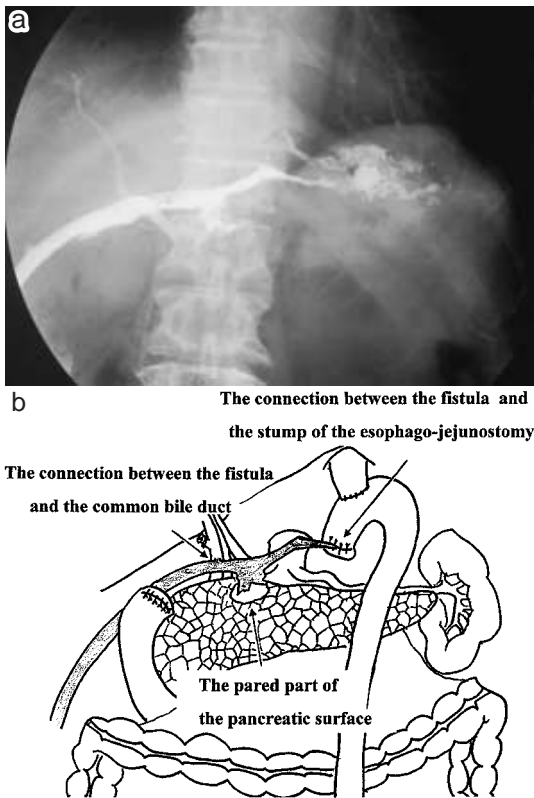 a
b
The connection between the fistula and
the stump of the esophago-jejunostomy
The connection between the fistula
and the common bile duct
The pared part of
the pancreatic surface